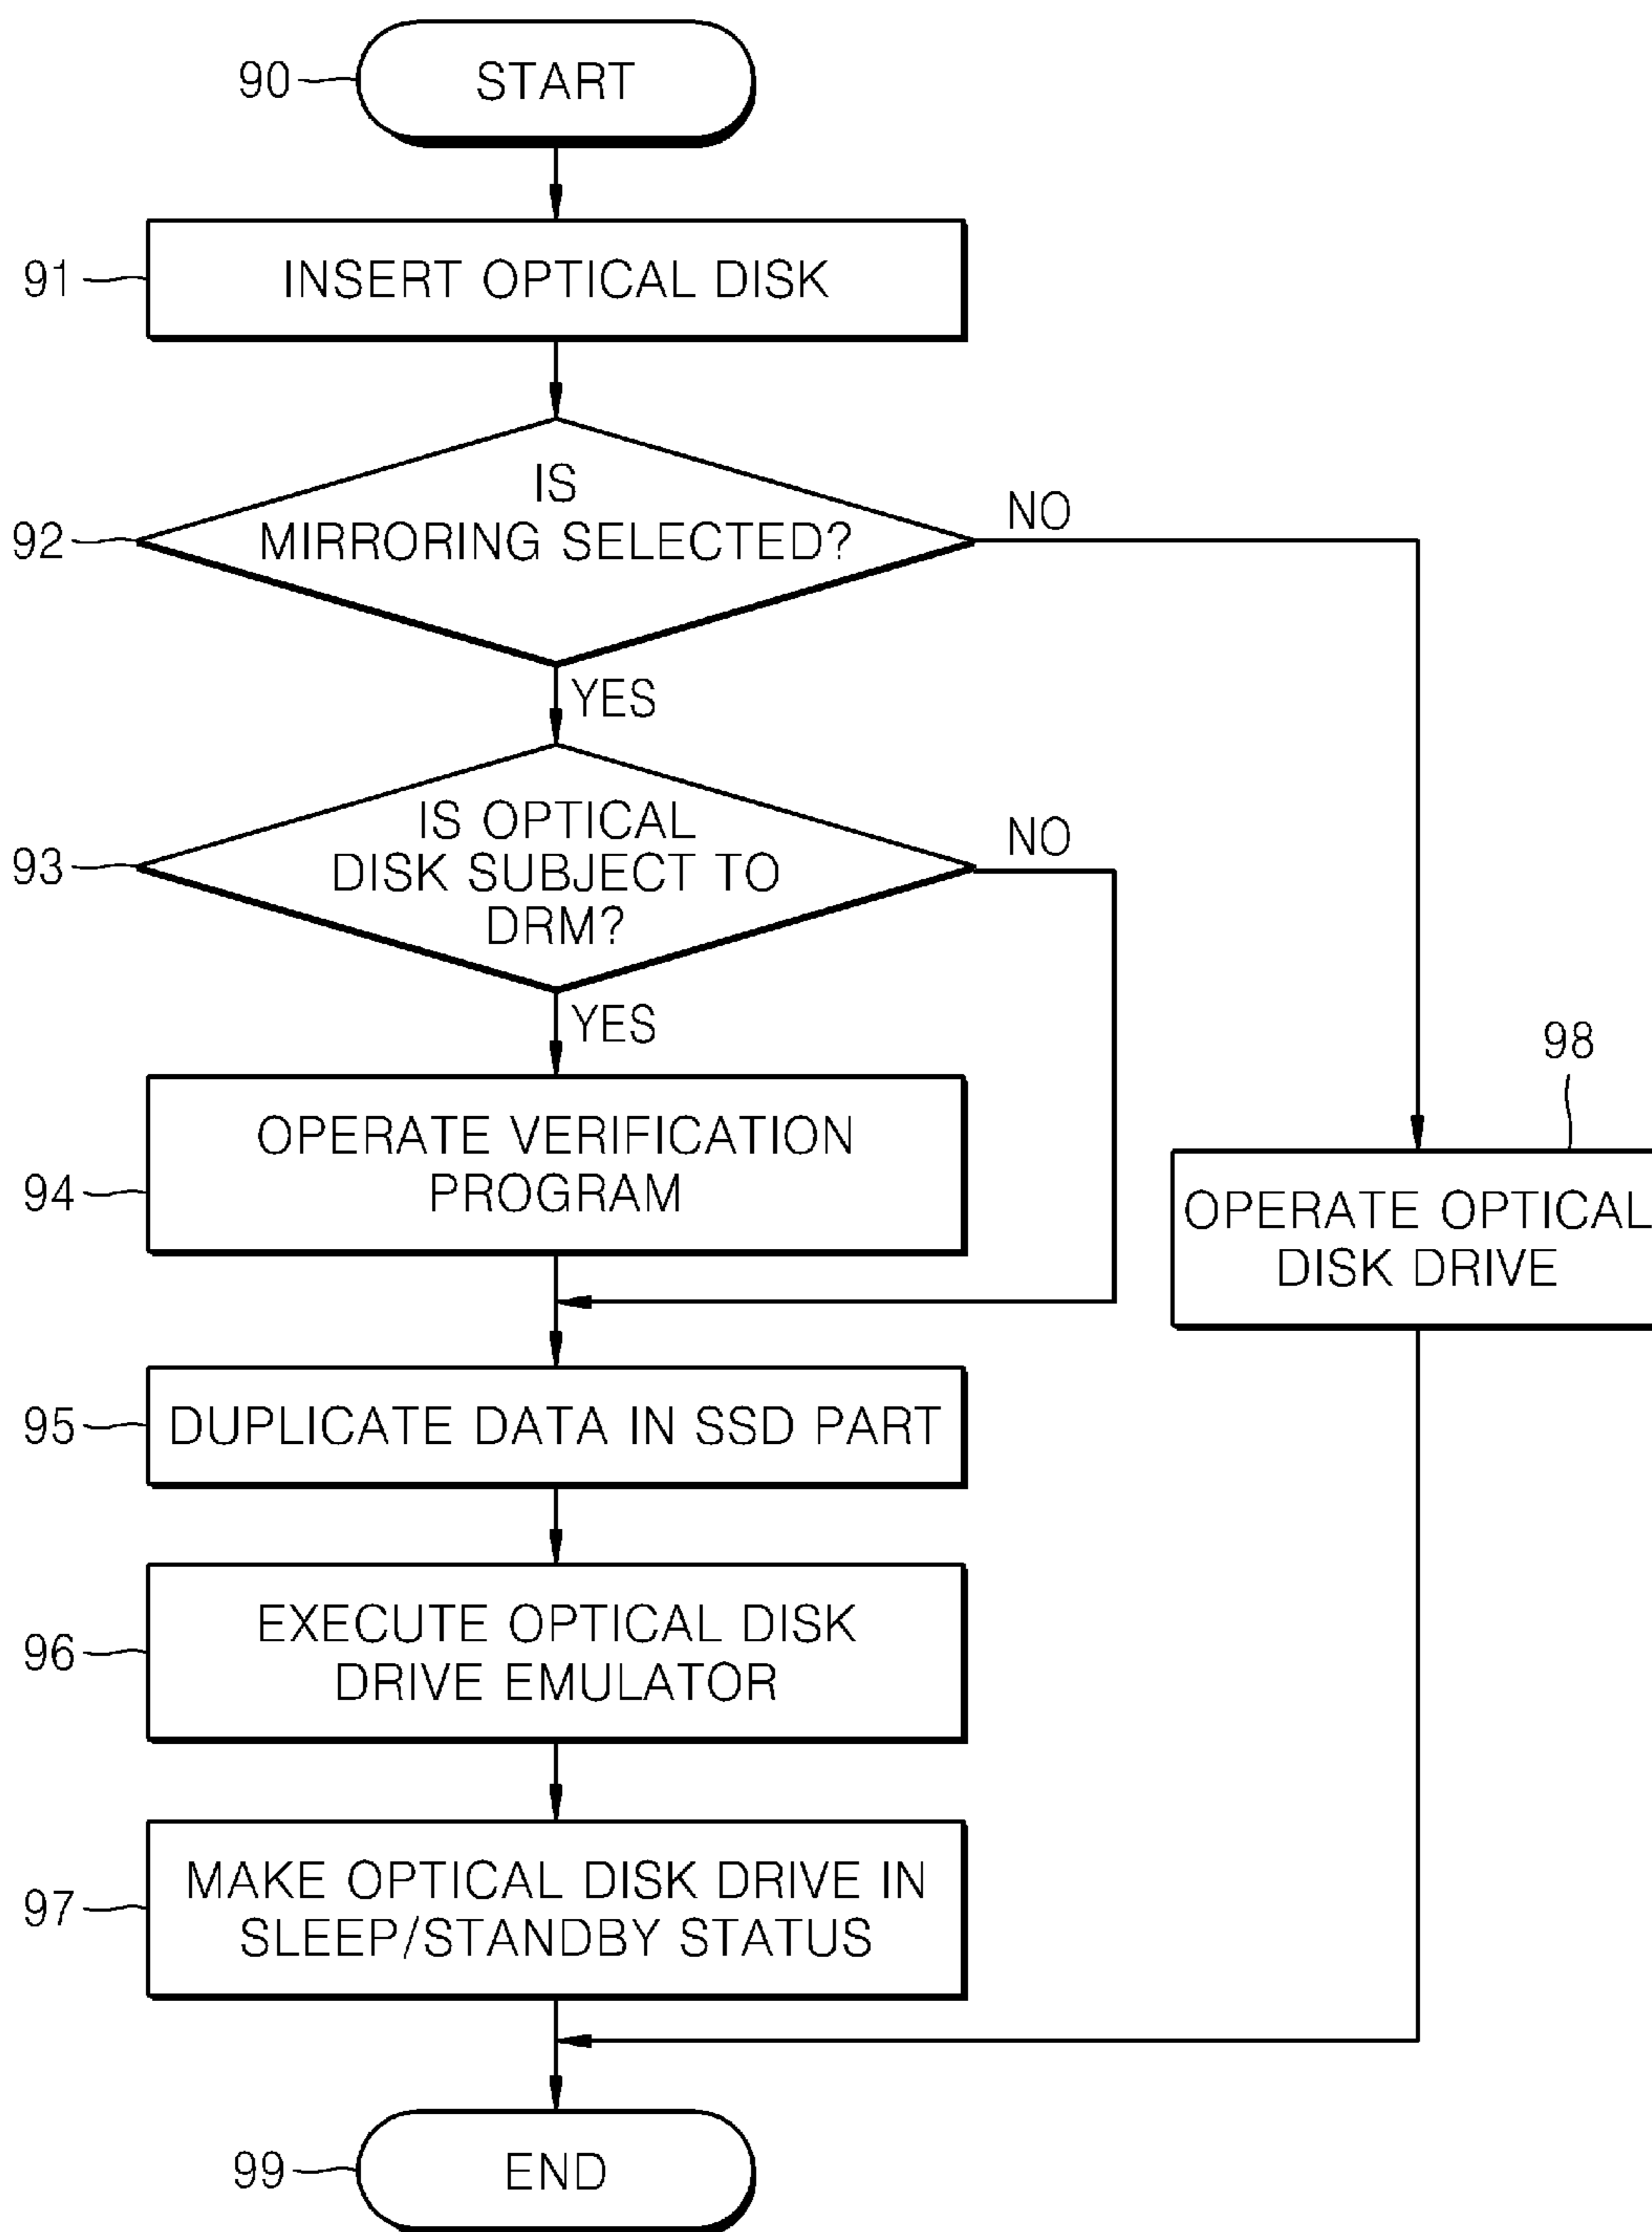 90
START
91
INSERT OPTICAL DISK
92
IS
MIRRORING SELECTED?
NO
YES
93
IS OPTICAL
DISK SUBJECT TO
DRM?
NO
YES
94
OPERATE VERIFICATION
PROGRAM
98
OPERATE OPTICAL
DISK DRIVE
95
DUPLICATE DATA IN SSD PART
96
EXECUTE OPTICAL DISK
DRIVE EMULATOR
97
MAKE OPTICAL DISK DRIVE IN
SLEEP/STANDBY STATUS
99
END